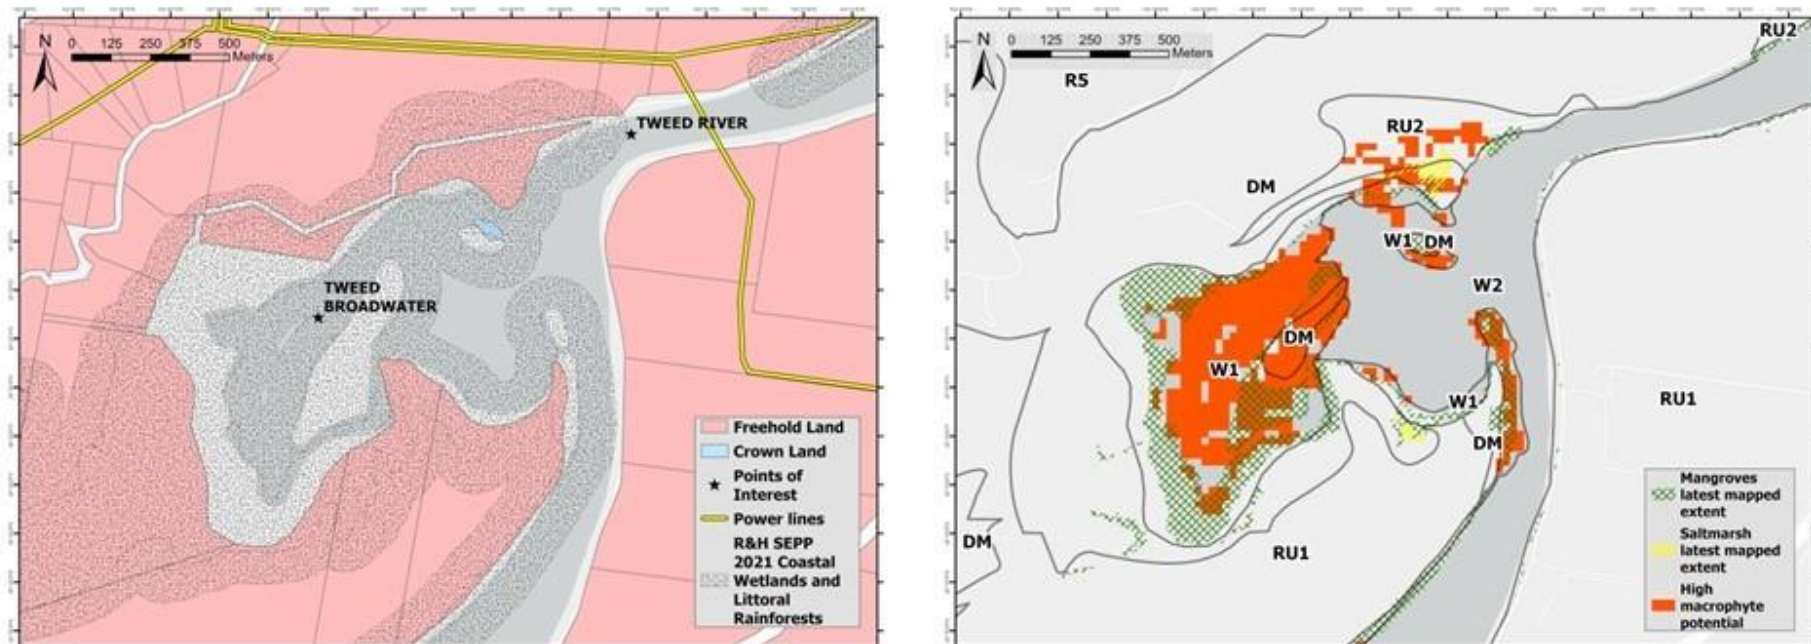 N
0 125 250 375 500
Meters
TWEED RIVER
TWEED
BROADWATER
Freehold Land
Crown Land
Points of
Interest
Power lines
R&H SEPP
2021 Coastal
Wetlands and
Littoral
Rainforests
N
0 125 250 375 500
Meters
RU2
R5
RU2
DM
W1 DM
W2
DM
W1
W1
RU1
DM
DM
RU1
Mangroves
latest mapped
extent
Saltmarsh
latest mapped
extent
High
macrophyte
potential